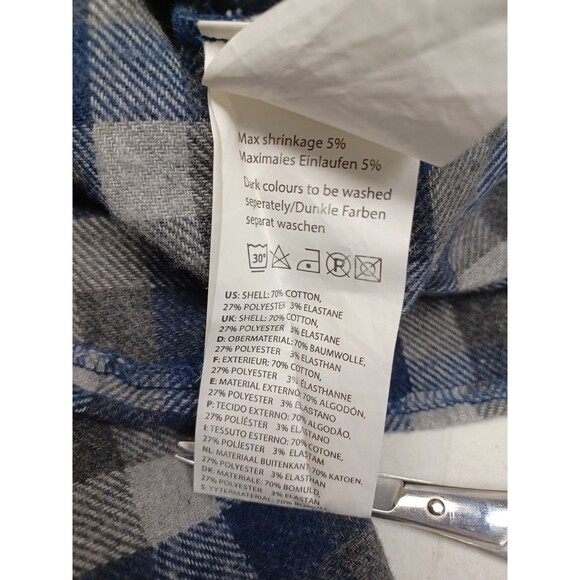 Max shrinkage 5%
Maximales Einlaufen 5%
Dark colours to be washed
seperately/Dunkle Farben
separat waschen
30°
R
US: SHELL: 70% COTTON,
27% POLYESTER 3% ELASTANE
UK: SHELL: 70% COTTON,
27% POLYESTER 3% ELASTANE
D: OBERMATERIAL: 70% BAUMWOLLE,
27% POLYESTER 3% ELASTHAN
F: EXTERIEUR: 70% COTTON,
27% POLYESTER 3% ELASTHANNE
E: MATERIAL EXTERNO: 70% ALGODÓN,
27% POLYESTER 3% ELASTANO
P: TECIDO EXTERNO: 70% ALGODÃO,
27% POLIÉSTER 3% ELASTANO
I: TESSUTO ESTERNO: 70% COTONE,
27% POLIESTER 3% ELASTAM
NL: MATERIAAL BUITENKANT: 70% KATOEN,
27% POLYESTER 3% ELASTHAN
DK: MATERIALE: 70% BOMULD,
27% POLYESTER 3% ELASTAN
S: YYTERMATERIAL: 70% BOMULL,